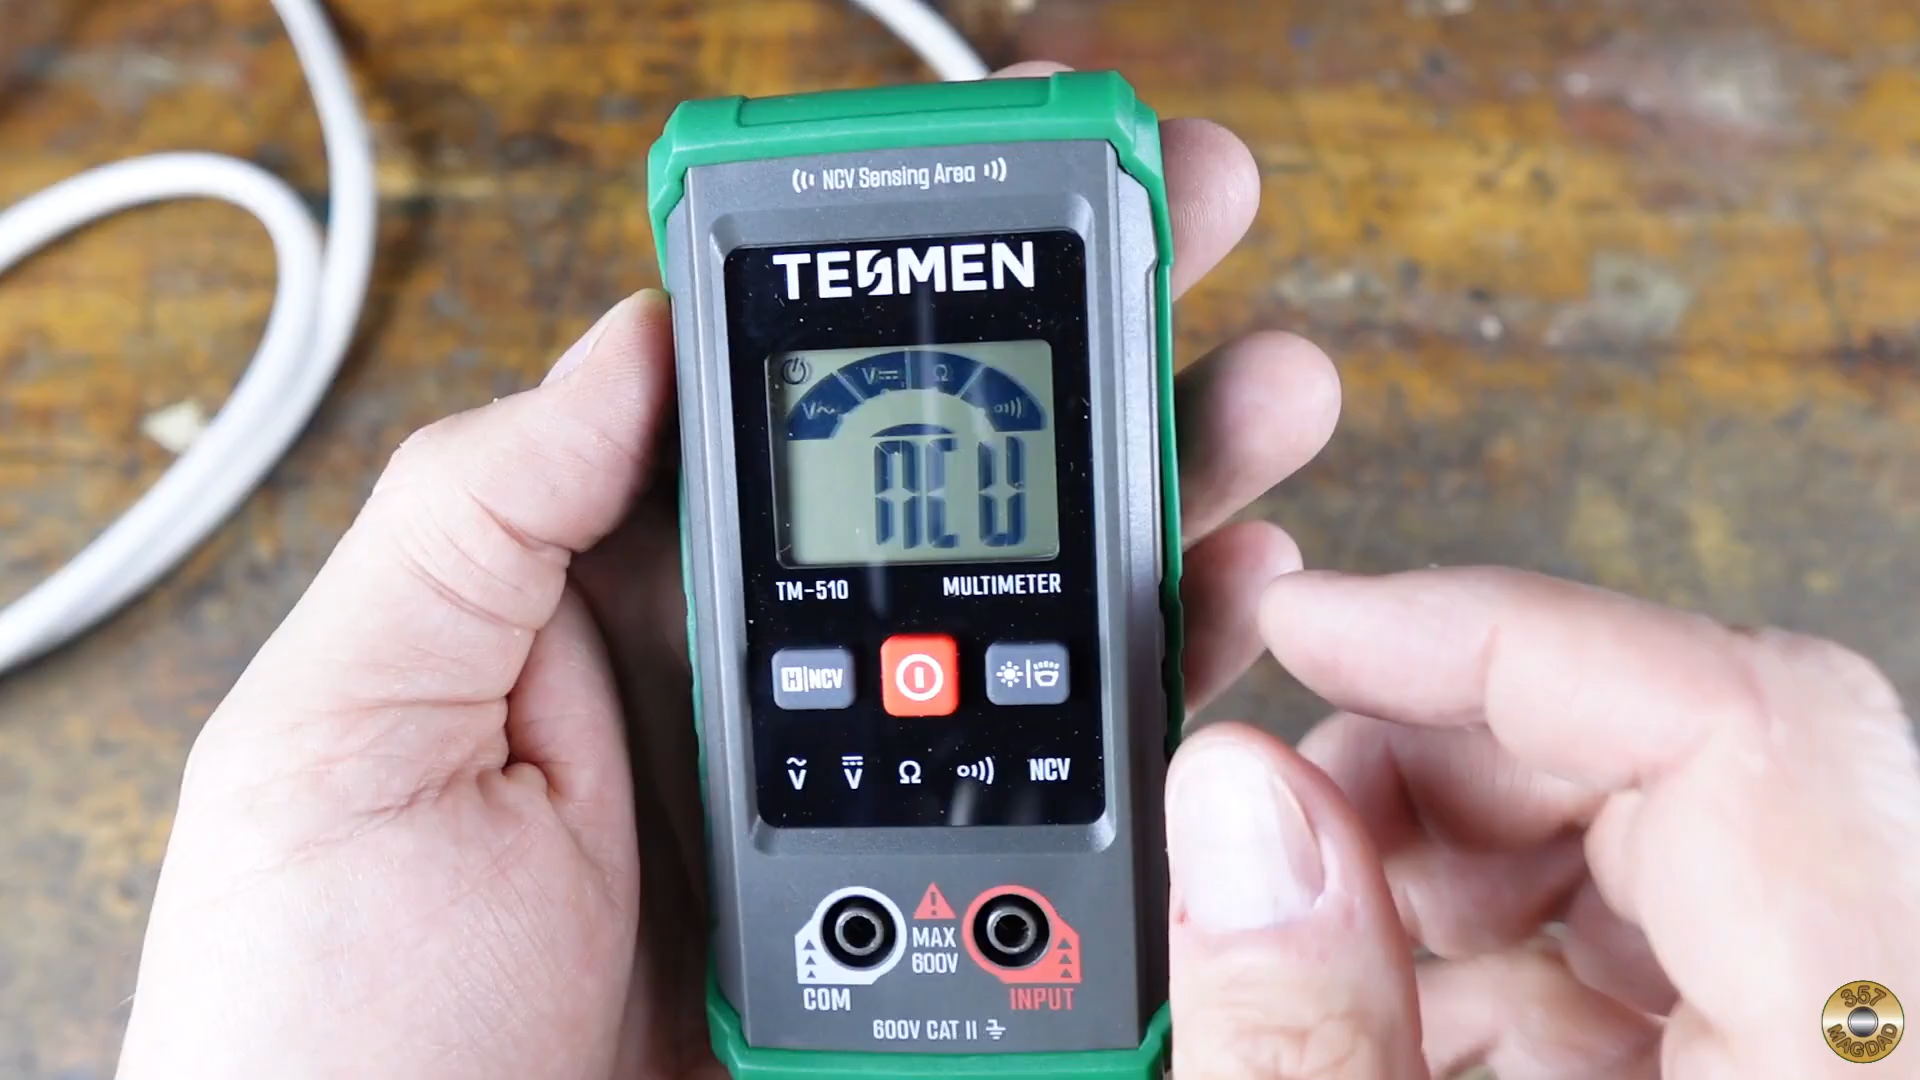 NCV Sensing Area
TESMEN
V~ V⎓ Ω
NCV
TM-510 MULTIMETER
H|NCV
V Ω NCV
MAX
600V
COM INPUT
600V CAT II
357
MAGDAD